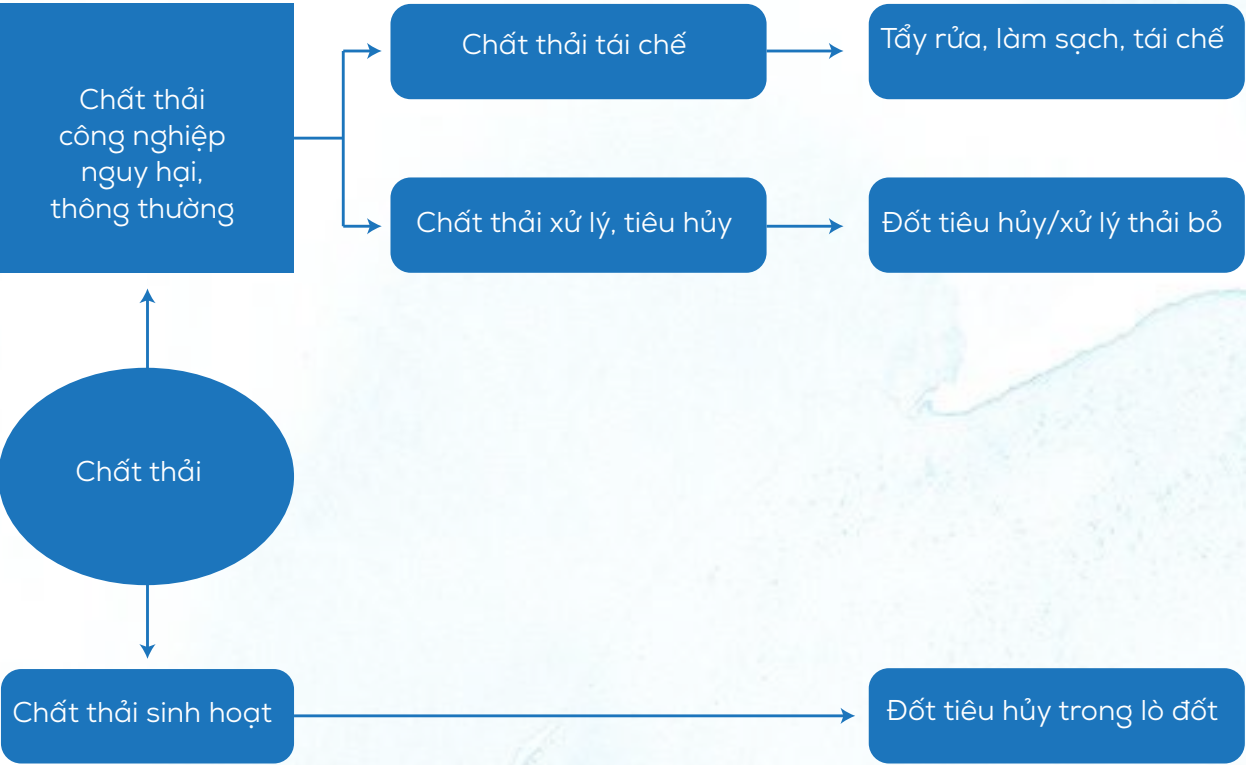 Chất thải
công nghiệp
nguy hại,
thông thường
Chất thải tái chế
Tẩy rửa, làm sạch, tái chế
Chất thải xử lý, tiêu hủy
Đốt tiêu hủy/xử lý thải bỏ
Chất thải
Chất thải sinh hoạt
Đốt tiêu hủy trong lò đốt